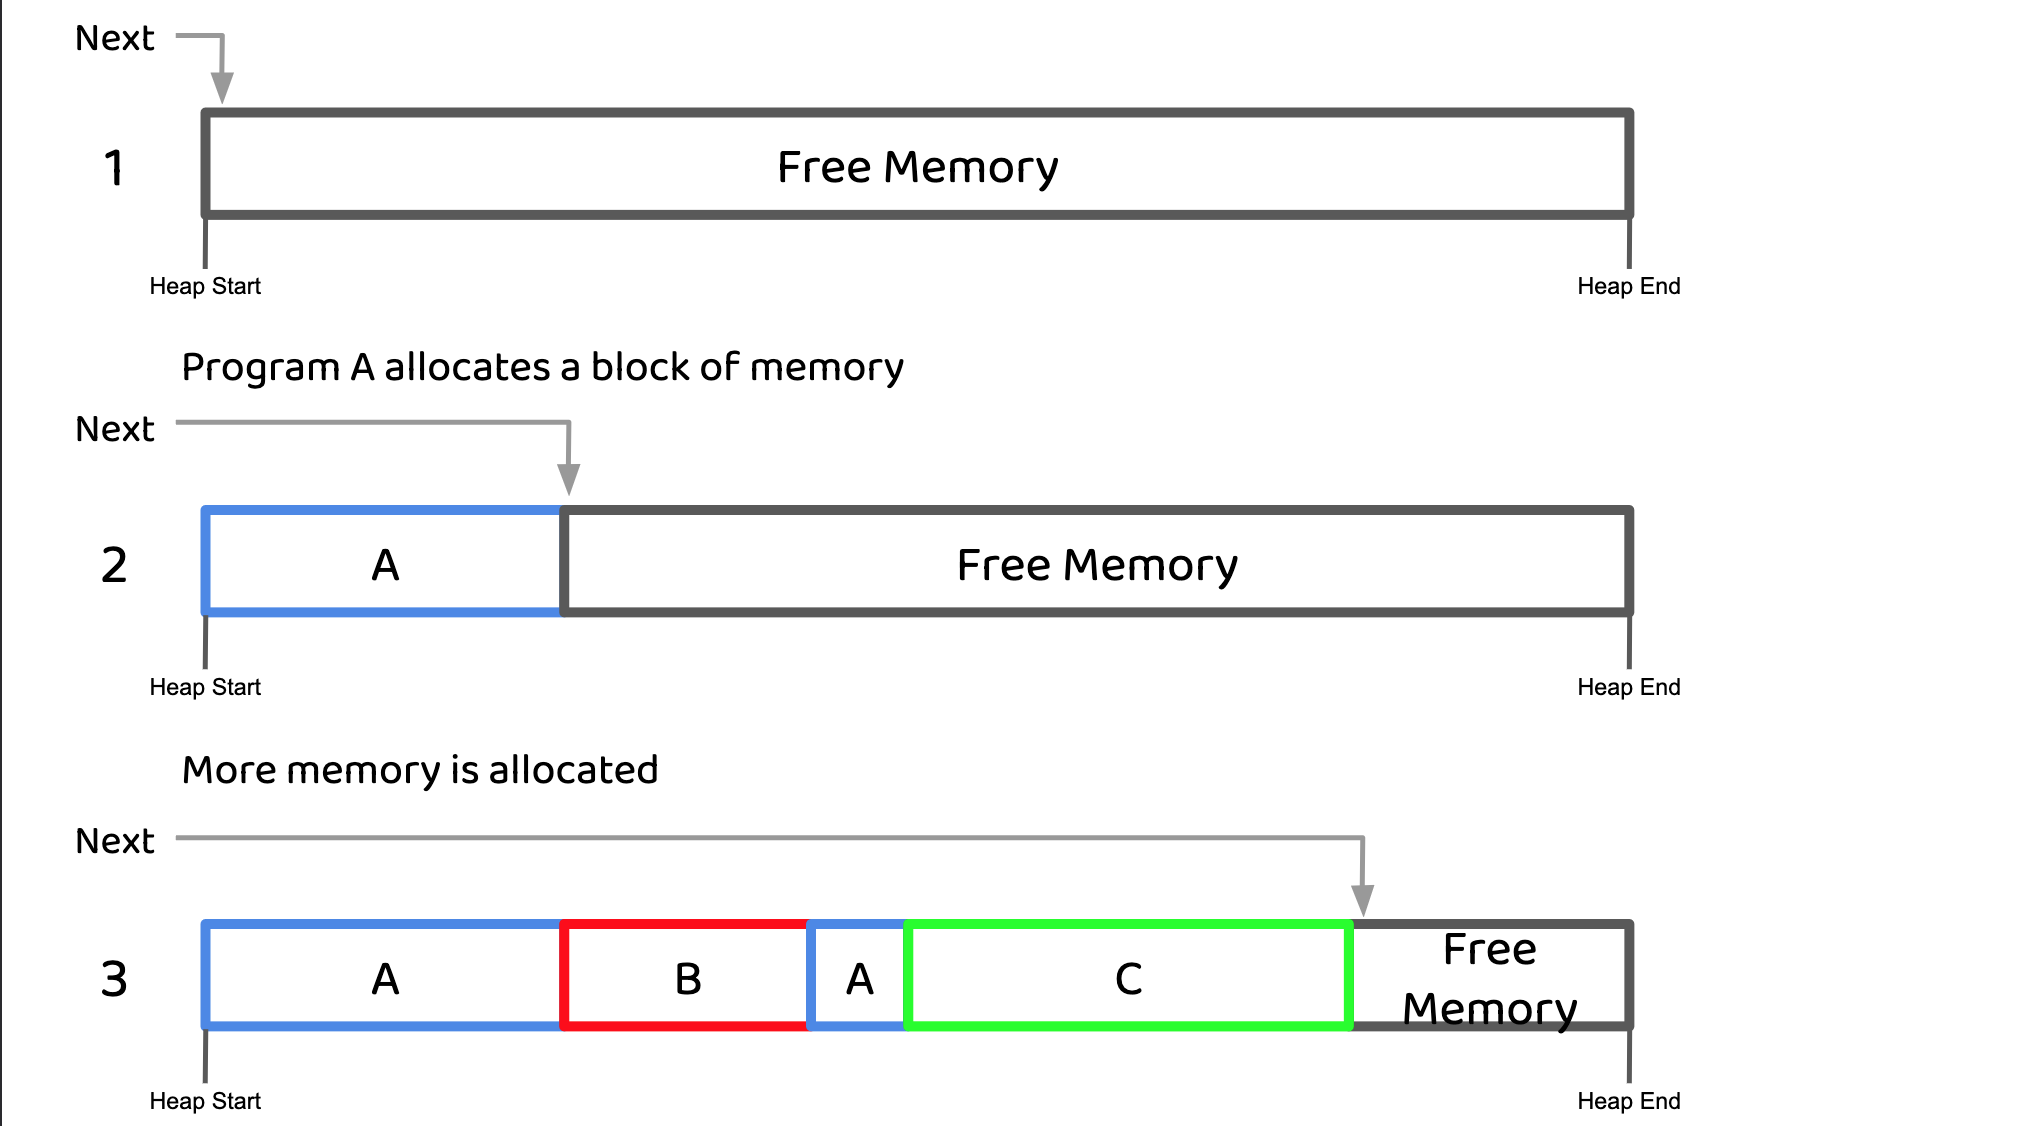 Next
1
Free Memory
Heap Start
Heap End
Program A allocates a block of memory
Next
2
A
Free Memory
Heap Start
Heap End
More memory is allocated
Next
3
A
B
A
C
Free
Memory
Heap Start
Heap End